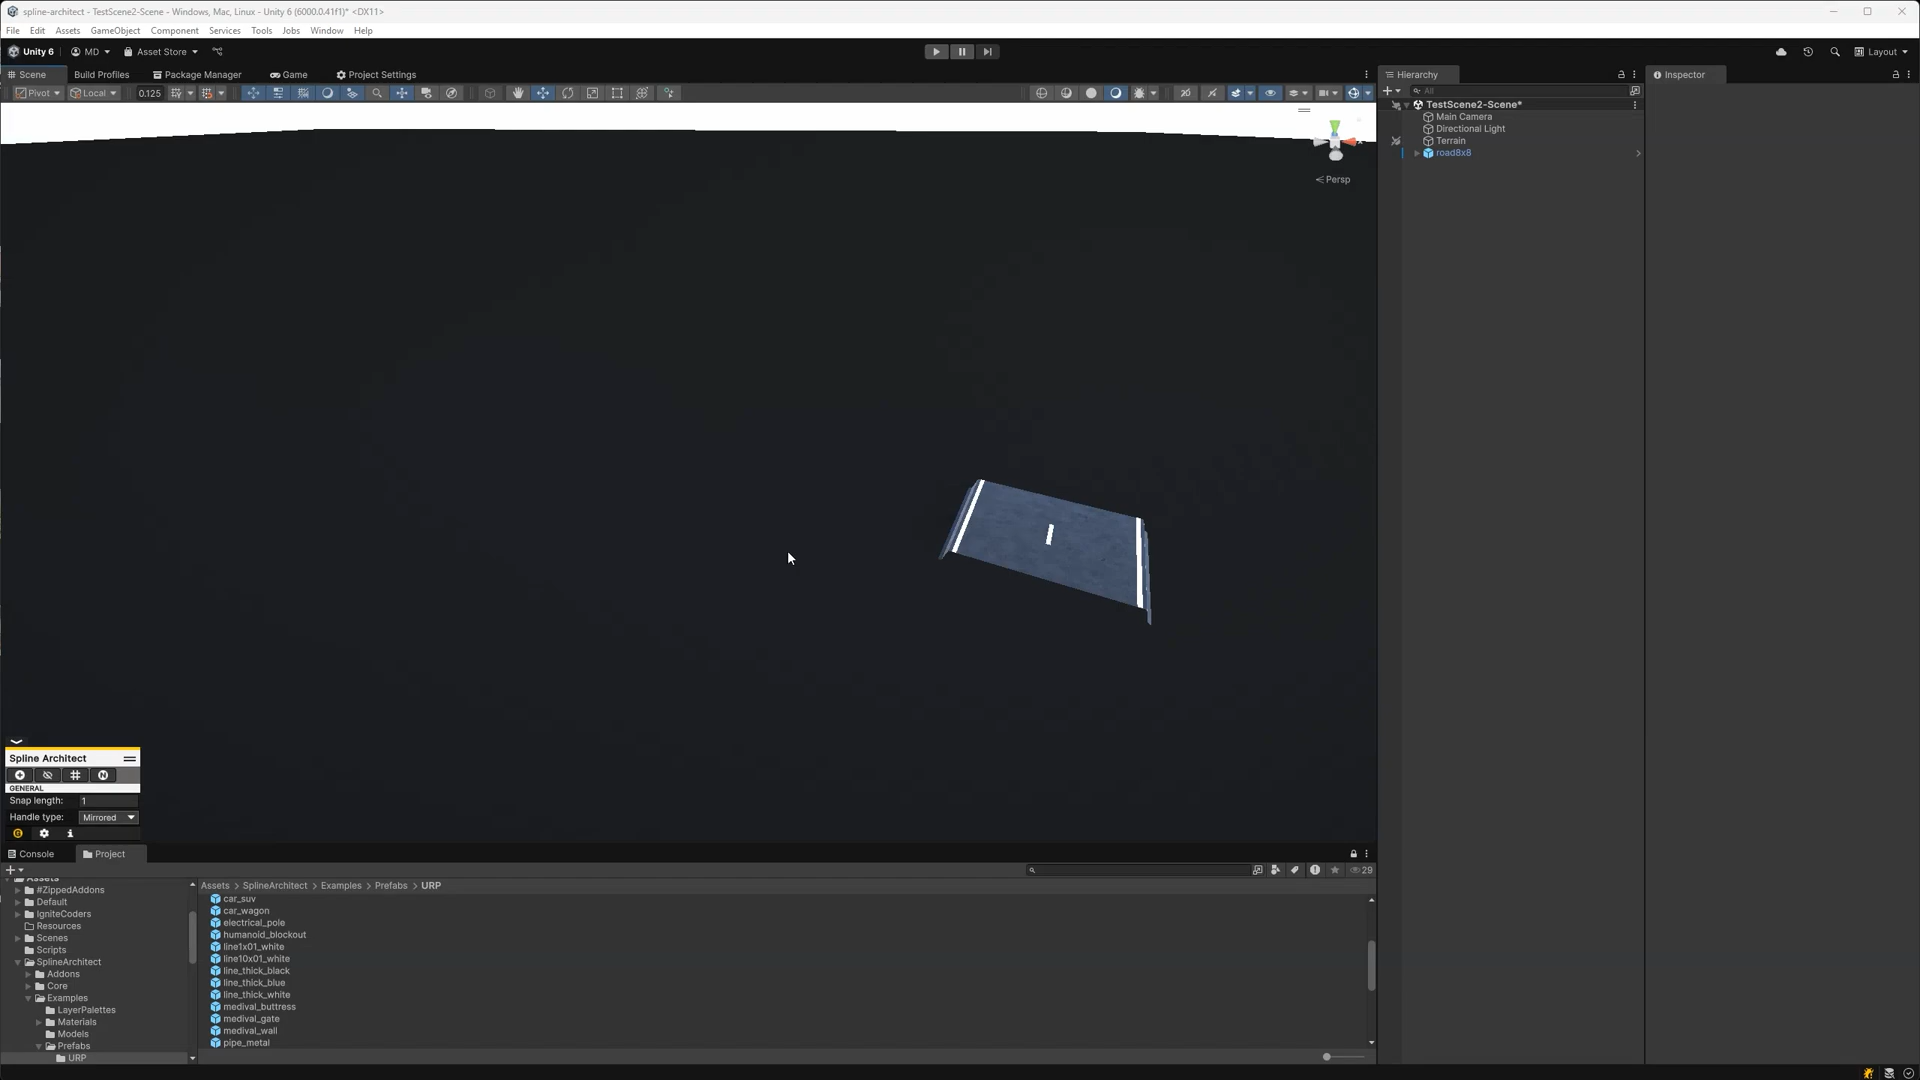 spline-architect - TestScene2-Scene - Windows, Mac, Linux - Unity 6 (6000.0.41f1)* <DX11>
File Edit Assets GameObject Component Services Tools Jobs Window Help
Unity 6 MD Asset Store Layout
Scene Build Profiles Package Manager Game Project Settings
Pivot Local 0.125
Persp
Hierarchy
All
TestScene2-Scene*
Main Camera
Directional Light
Terrain
road8x8
Inspector
Spline Architect
N
GENERAL
Snap length: 1
Handle type: Mirrored
Console Project
29
Assets
#ZippedAddons
Default
IgniteCoders
Resources
Scenes
Scripts
SplineArchitect
Addons
Core
Examples
LayerPalettes
Materials
Models
Prefabs
URP
Assets > SplineArchitect > Examples > Prefabs > URP
car_suv
car_wagon
electrical_pole
humanoid_blockout
line1x01_white
line10x01_white
line_thick_black
line_thick_blue
line_thick_white
medival_buttress
medival_gate
medival_wall
pipe_metal